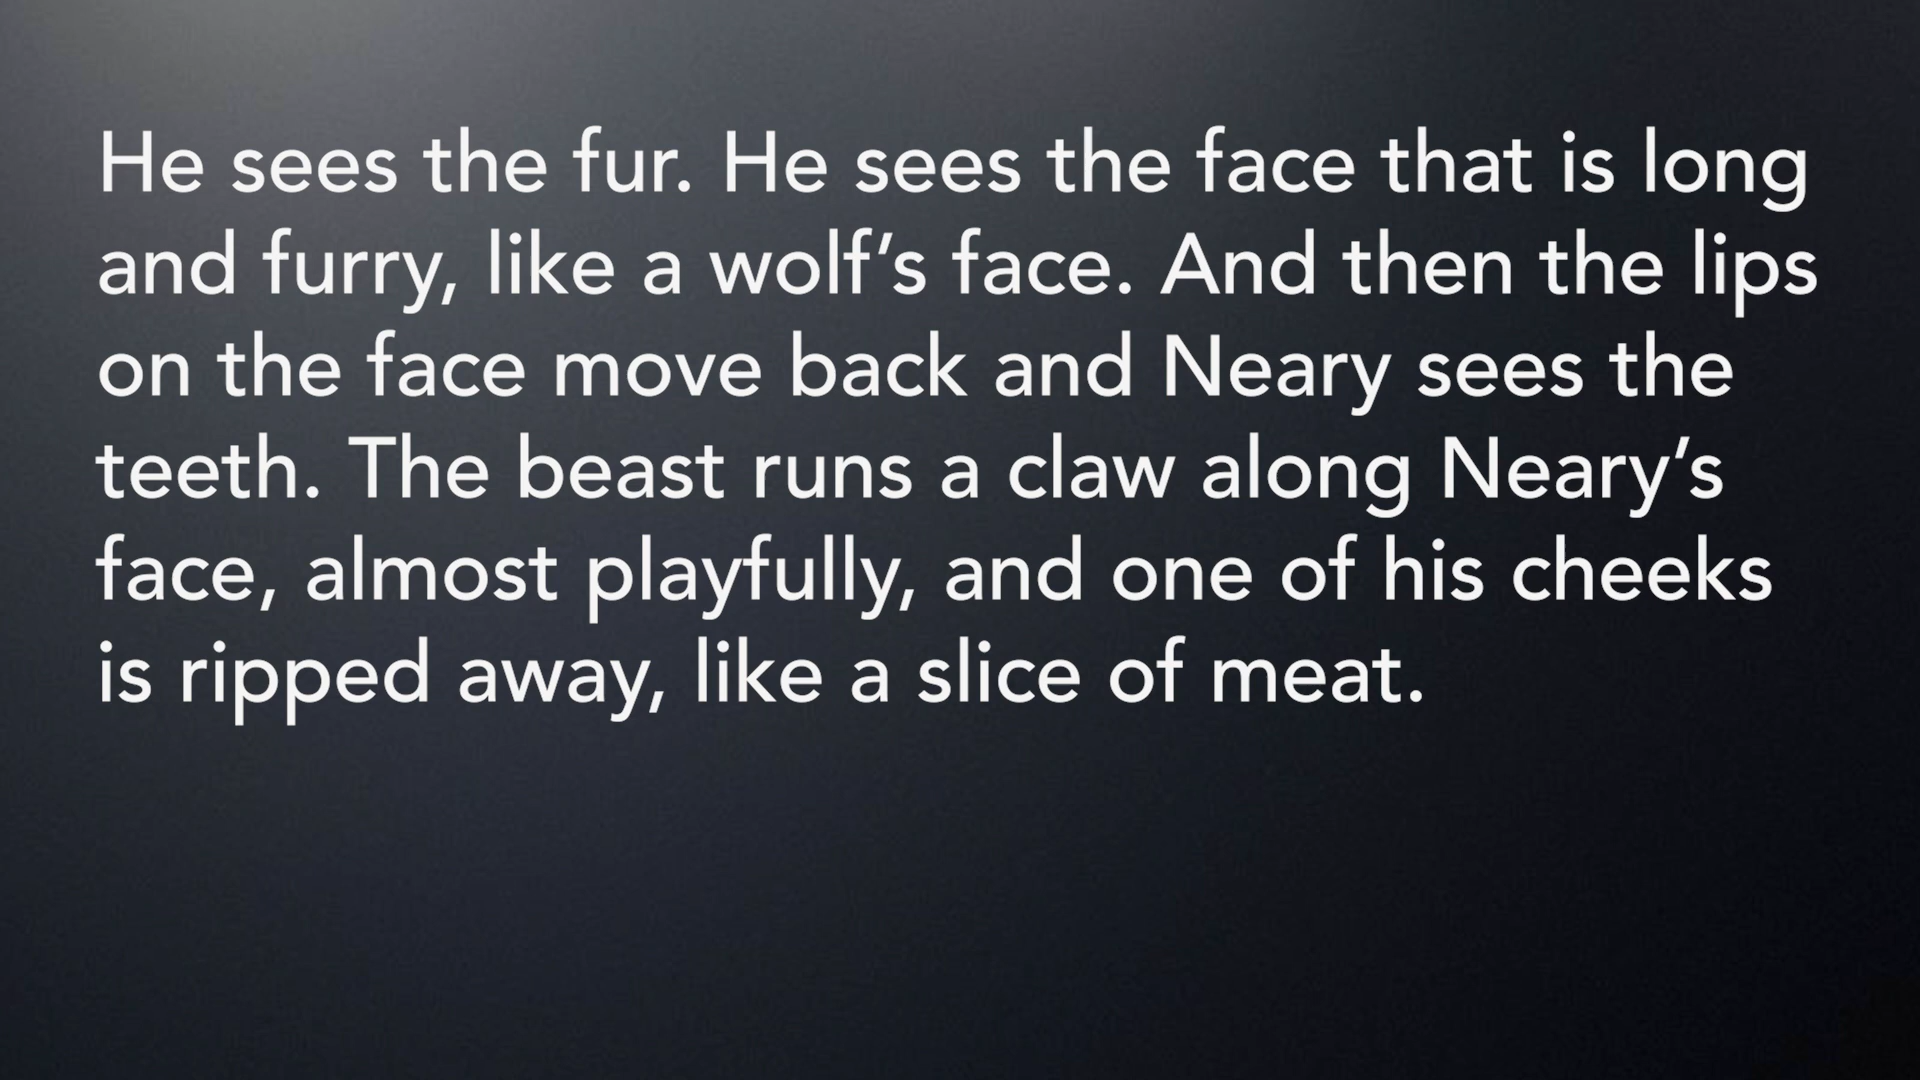 He sees the fur. He sees the face that is long
and furry, like a wolf’s face. And then the lips
on the face move back and Neary sees the
teeth. The beast runs a claw along Neary’s
face, almost playfully, and one of his cheeks
is ripped away, like a slice of meat.